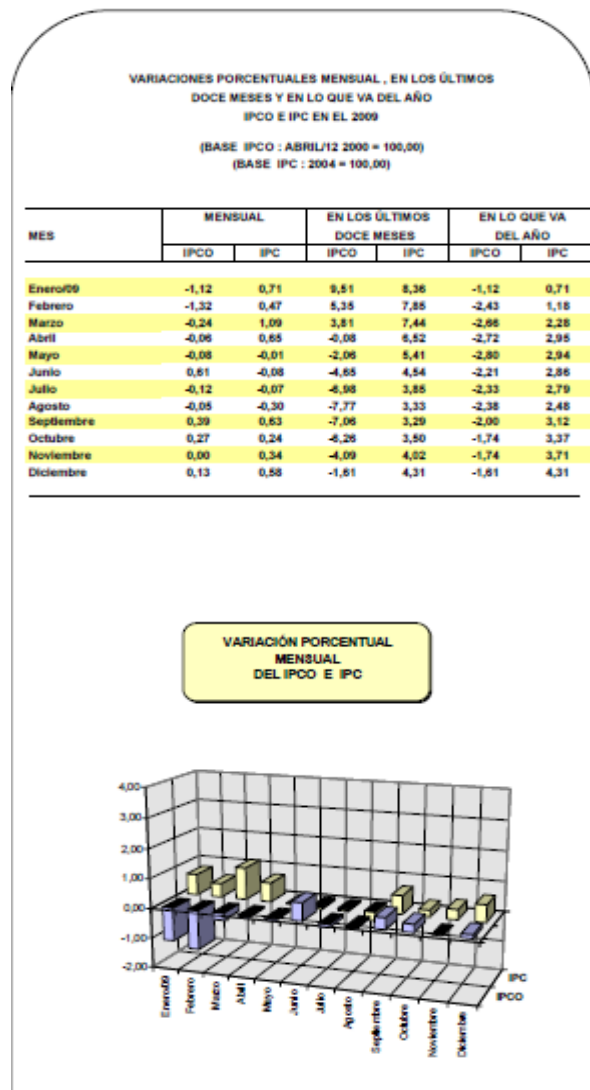 VARIACIONES PORCENTUALES MENSUAL , EN LOS ÚLTIMOS
DOCE MESES Y EN LO QUE VA DEL AÑO
IPCO E IPC EN EL 2009
(BASE IPCO : ABRIL/12 2000 = 100,00)
(BASE IPC : 2004 = 100,00)
MES MENSUAL EN LOS ÚLTIMOS DOCE MESES EN LO QUE VA DEL AÑO
IPCO IPC IPCO IPC IPCO IPC
Enero/09 -1,12 0,71 9,51 8,36 -1,12 0,71
Febrero -1,32 0,47 5,35 7,85 -2,43 1,18
Marzo -0,24 1,09 3,81 7,44 -2,66 2,28
Abril -0,06 0,65 -0,08 6,52 -2,72 2,95
Mayo -0,08 -0,01 -2,06 5,41 -2,80 2,94
Junio 0,61 -0,08 -4,65 4,54 -2,21 2,86
Julio -0,12 -0,07 -6,98 3,85 -2,33 2,79
Agosto -0,05 -0,30 -7,77 3,33 -2,38 2,48
Septiembre 0,39 0,63 -7,06 3,29 -2,00 3,12
Octubre 0,27 0,24 -6,26 3,50 -1,74 3,37
Noviembre 0,00 0,34 -4,09 4,02 -1,74 3,71
Diciembre 0,13 0,58 -1,61 4,31 -1,61 4,31
VARIACIÓN PORCENTUAL
MENSUAL
DEL IPCO E IPC
4,00
3,00
2,00
1,00
0,00
-1,00
-2,00
Enero/09
Febrero
Marzo
Abril
Mayo
Junio
Julio
Agosto
Septiembre
Octubre
Noviembre
Diciembre
IPC
IPCO